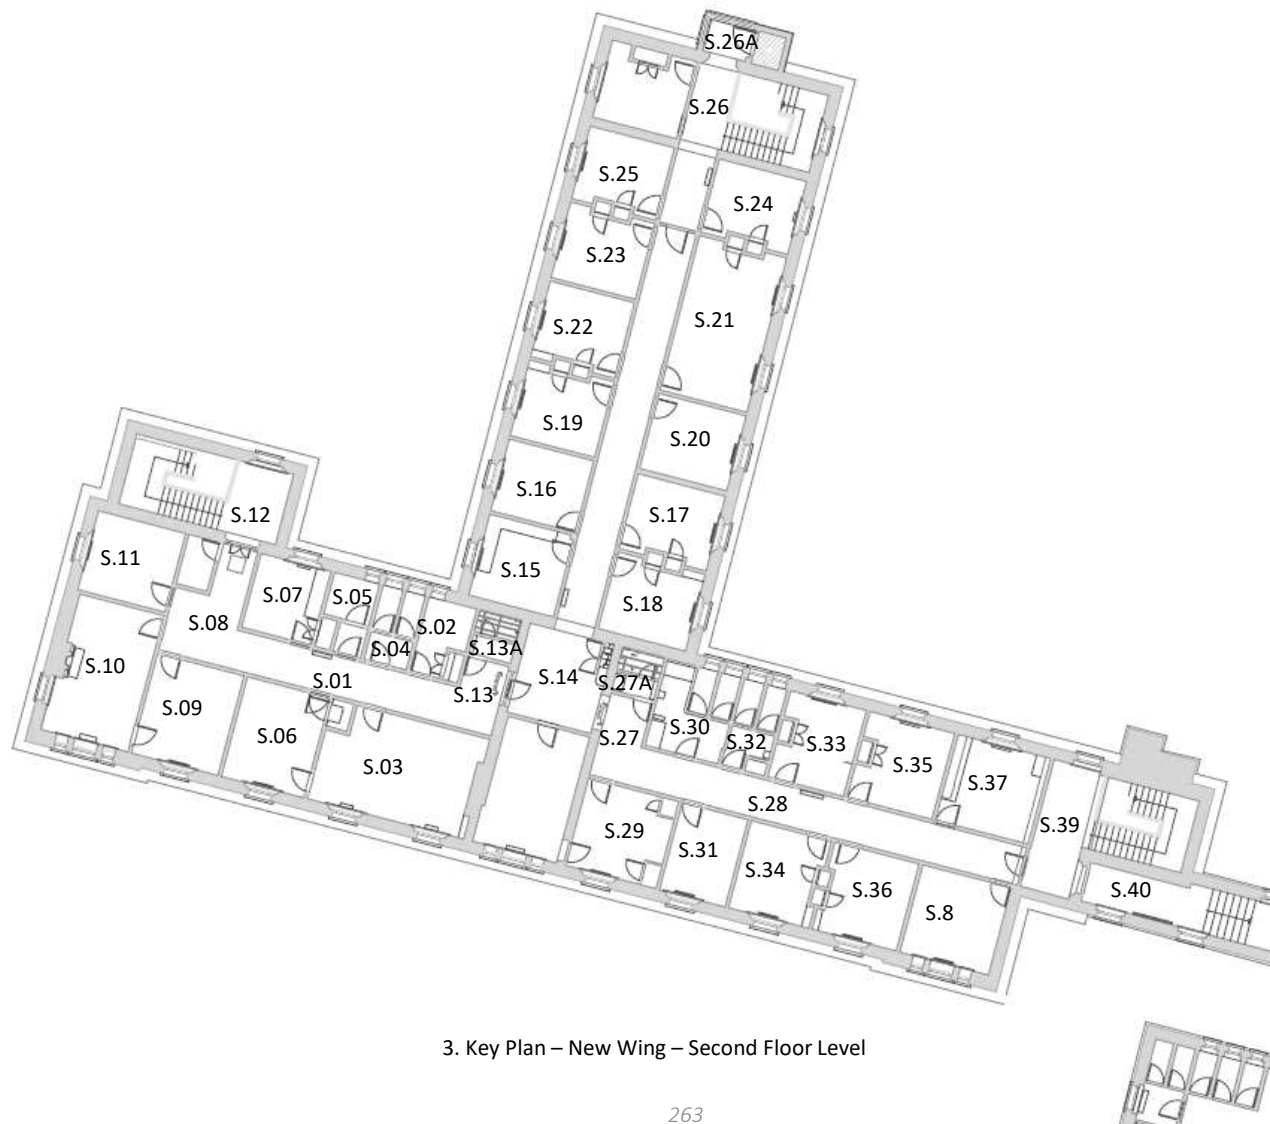 S.26A
S.26
S.25
S.24
S.23
S.21
S.22
S.19
S.20
S.16
S.17
S.12
S.11
S.15
S.07
S.05
S.18
S.08
S.02
S.04
S.13A
S.10
S.01
S.13
S.14
S.27A
S.09
S.06
S.27
S.30
S.32
S.33
S.03
S.35
S.37
S.28
S.39
S.29
S.31
S.34
S.36
S.40
S.8
3. Key Plan – New Wing – Second Floor Level
263